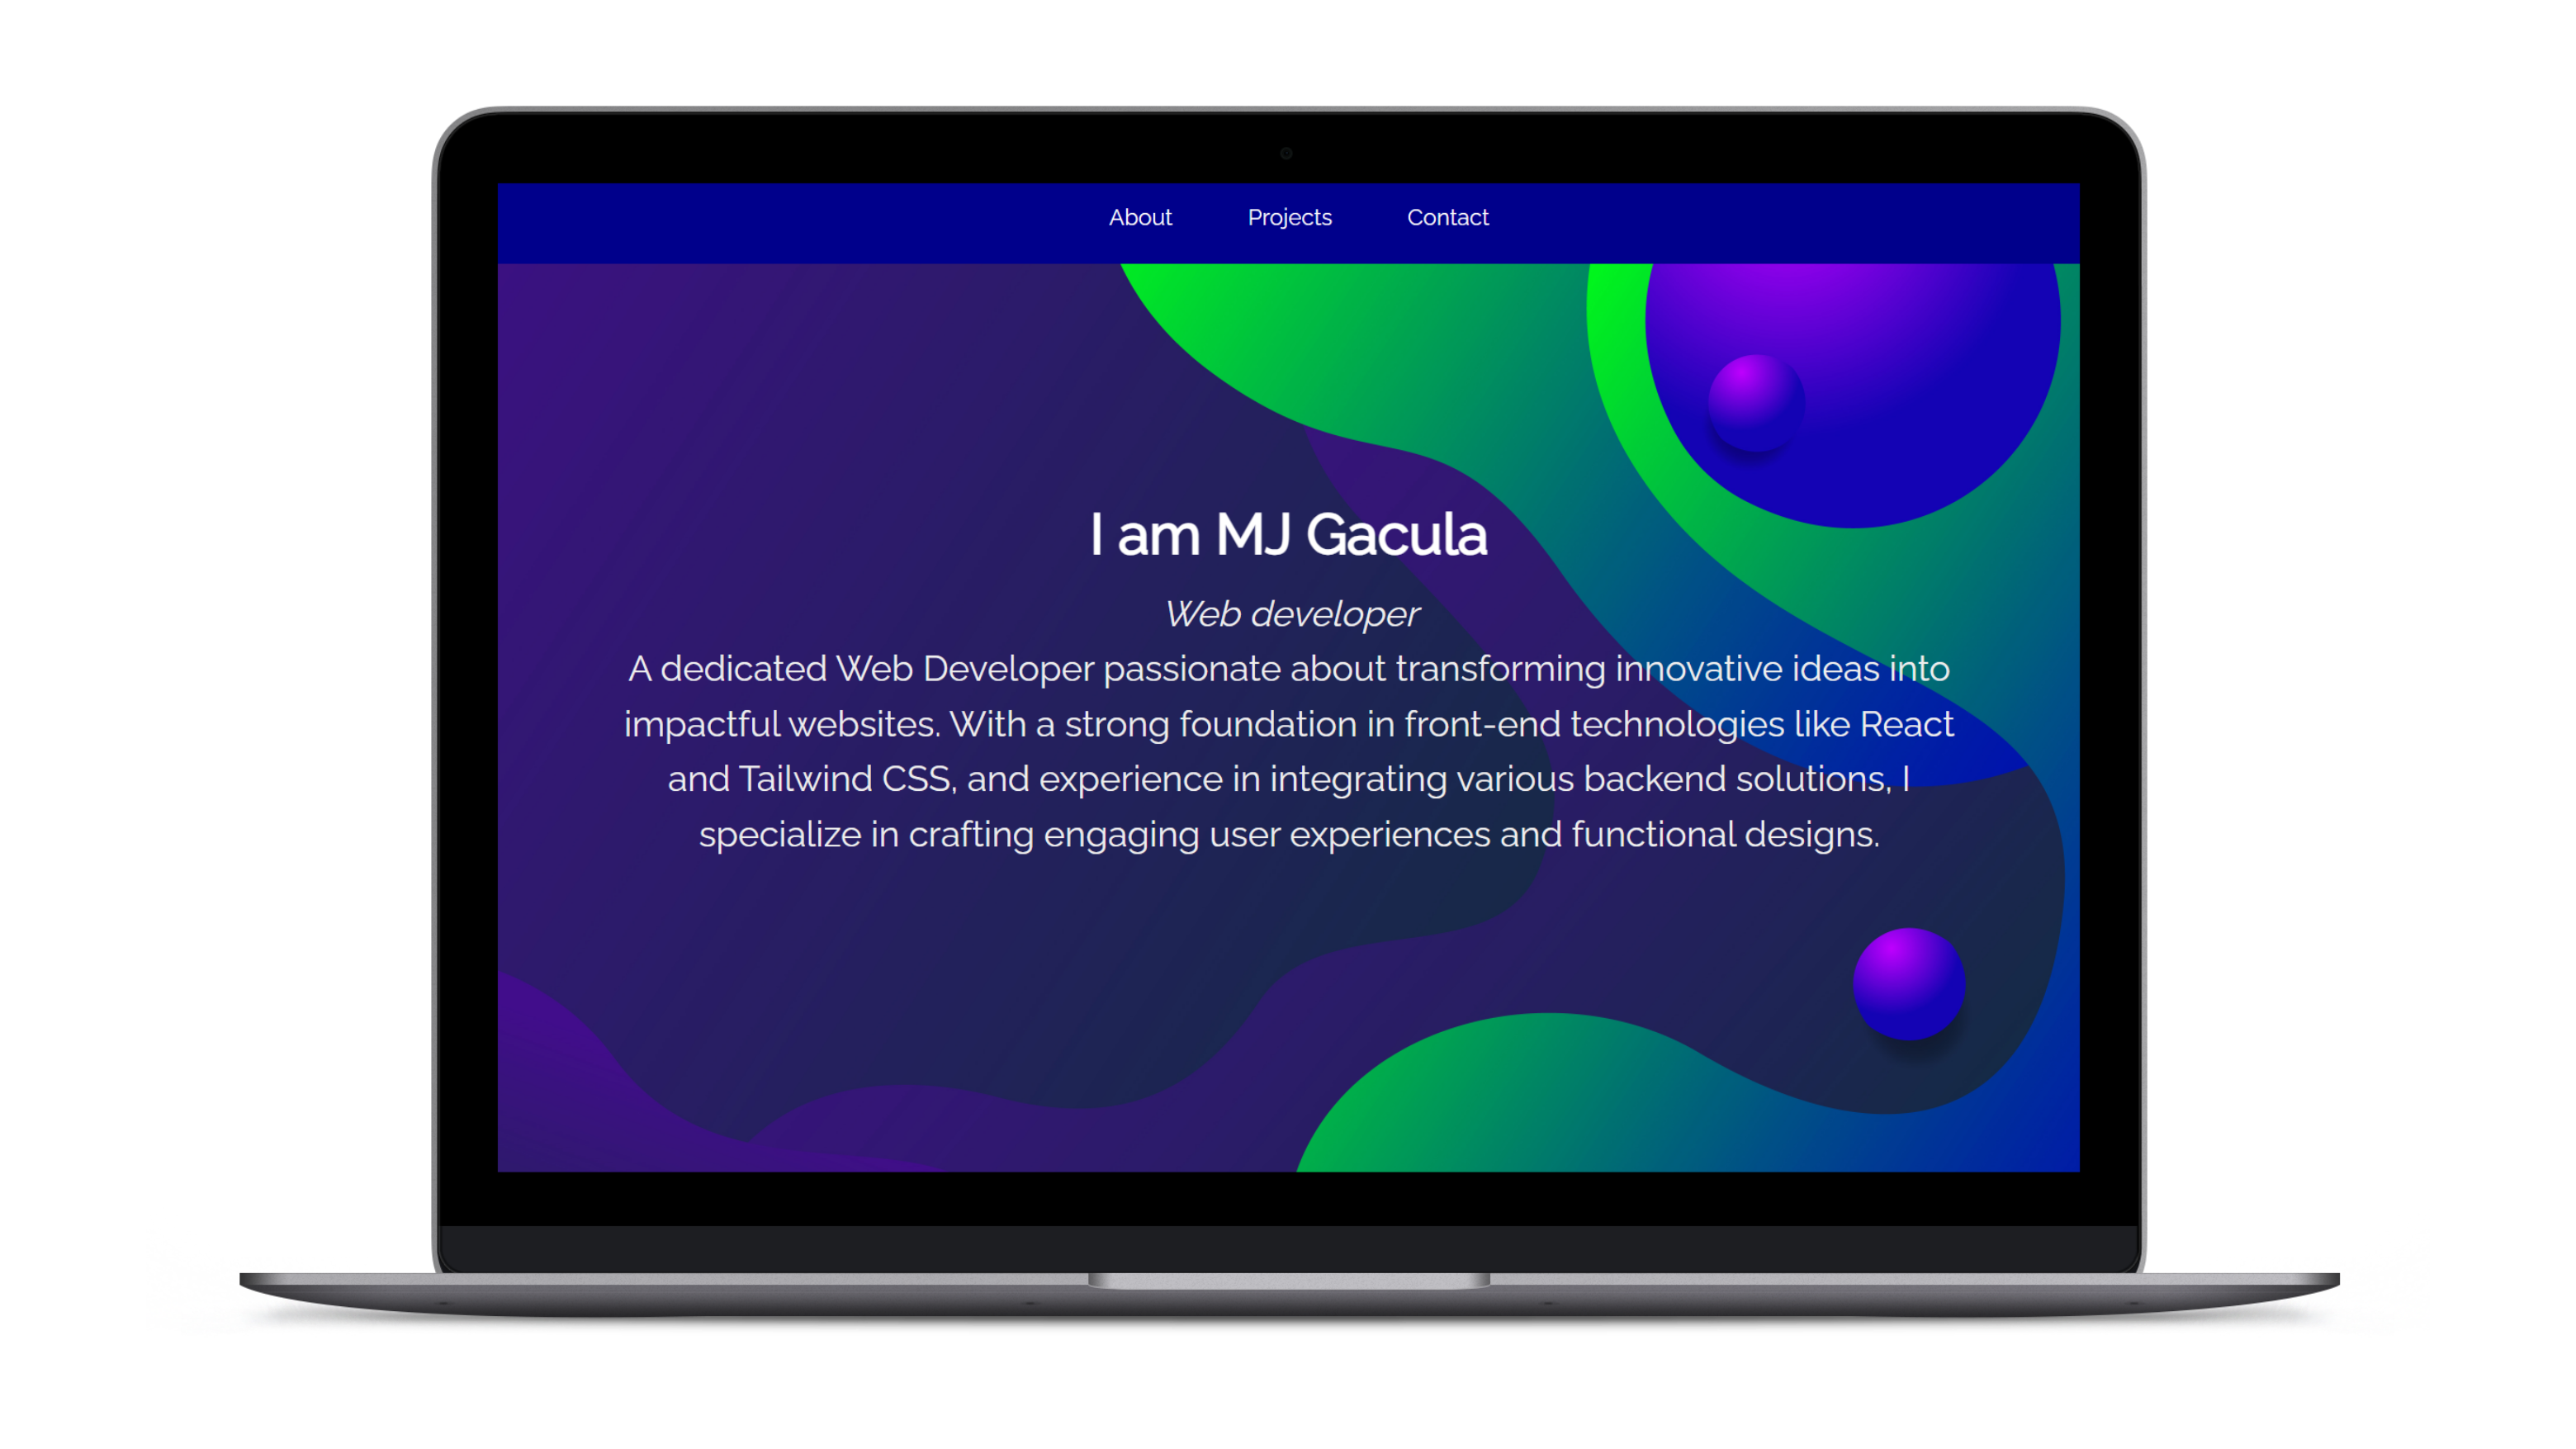 About Projects Contact
I am MJ Gacula
Web developer
A dedicated Web Developer passionate about transforming innovative ideas into
impactful websites. With a strong foundation in front-end technologies like React
and Tailwind CSS, and experience in integrating various backend solutions, I
specialize in crafting engaging user experiences and functional designs.